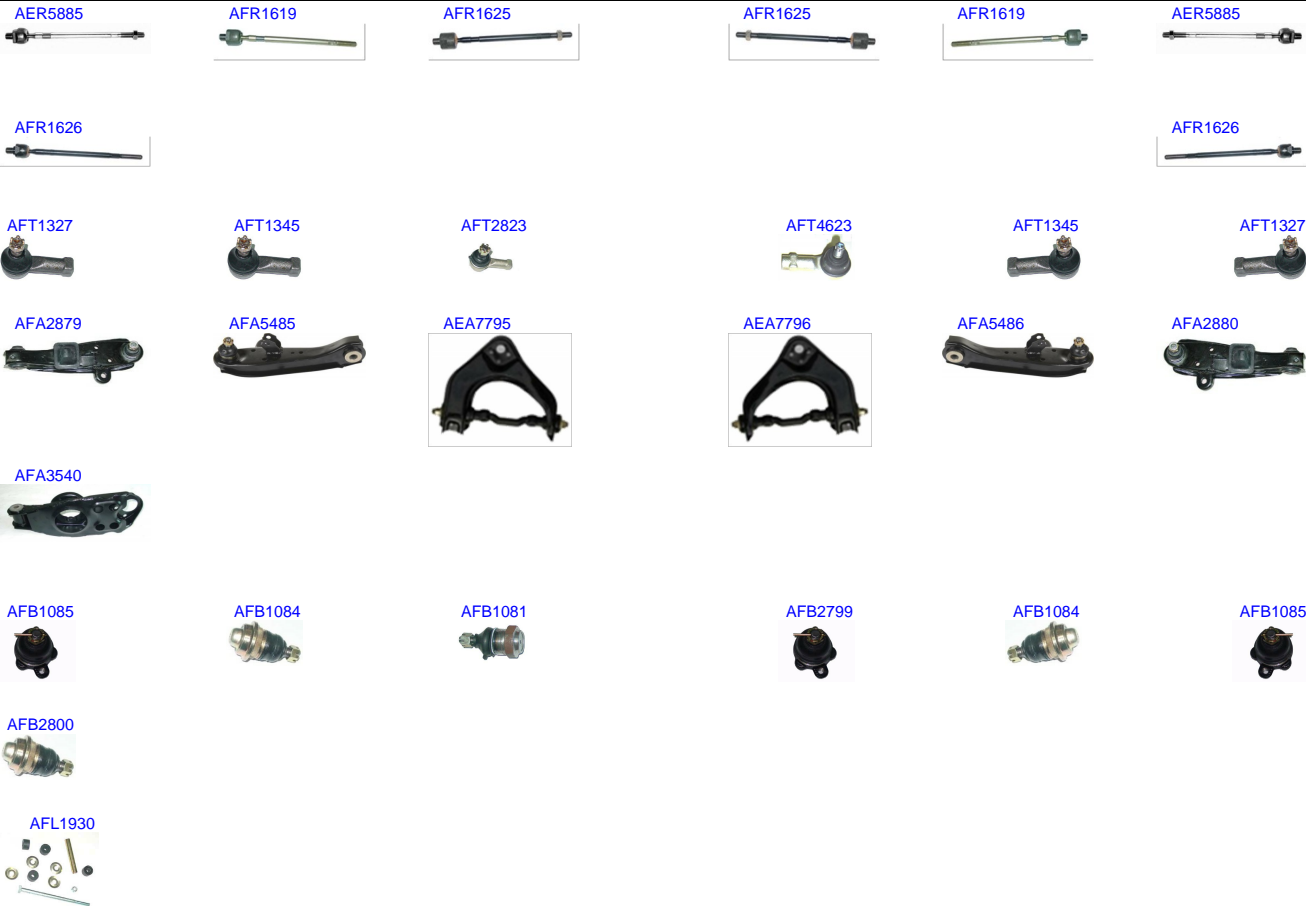 AER5885 AFR1619 AFR1625 AFR1625 AFR1619 AER5885
AFR1626 AFR1626
AFT1327 AFT1345 AFT2823 AFT4623 AFT1345 AFT1327
AFA2879 AFA5485 AEA7795 AEA7796 AFA5486 AFA2880
AFA3540
AFB1085 AFB1084 AFB1081 AFB2799 AFB1084 AFB1085
AFB2800
AFL1930